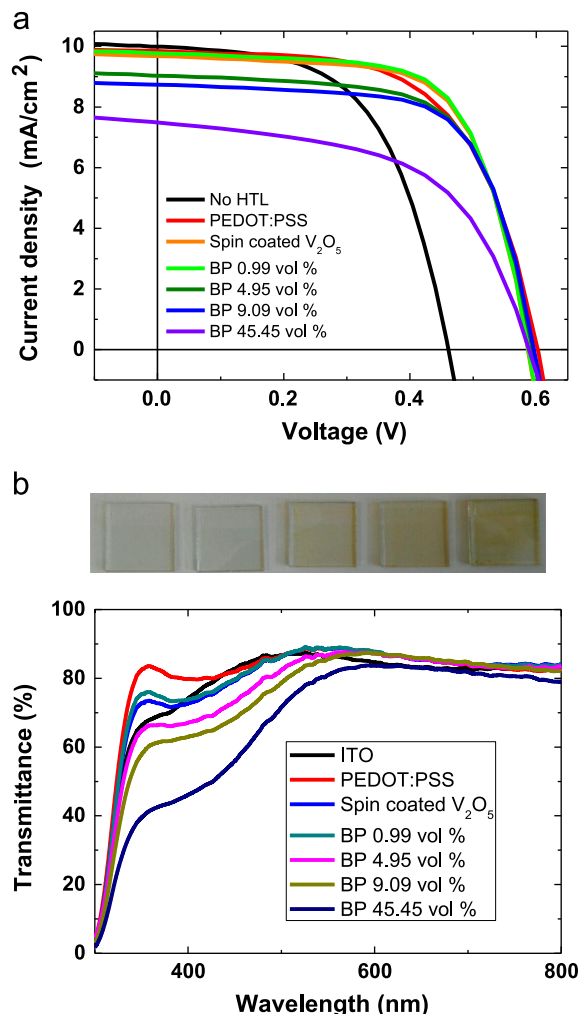 a
Current density (mA/cm²)
10
8
6
4
2
0
No HTL
PEDOT:PSS
Spin coated V₂O₅
BP 0.99 vol %
BP 4.95 vol %
BP 9.09 vol %
BP 45.45 vol %
0.0 0.2 0.4 0.6
Voltage (V)
b
Transmittance (%)
100
80
60
40
20
0
ITO
PEDOT:PSS
Spin coated V₂O₅
BP 0.99 vol %
BP 4.95 vol %
BP 9.09 vol %
BP 45.45 vol %
400 600 800
Wavelength (nm)